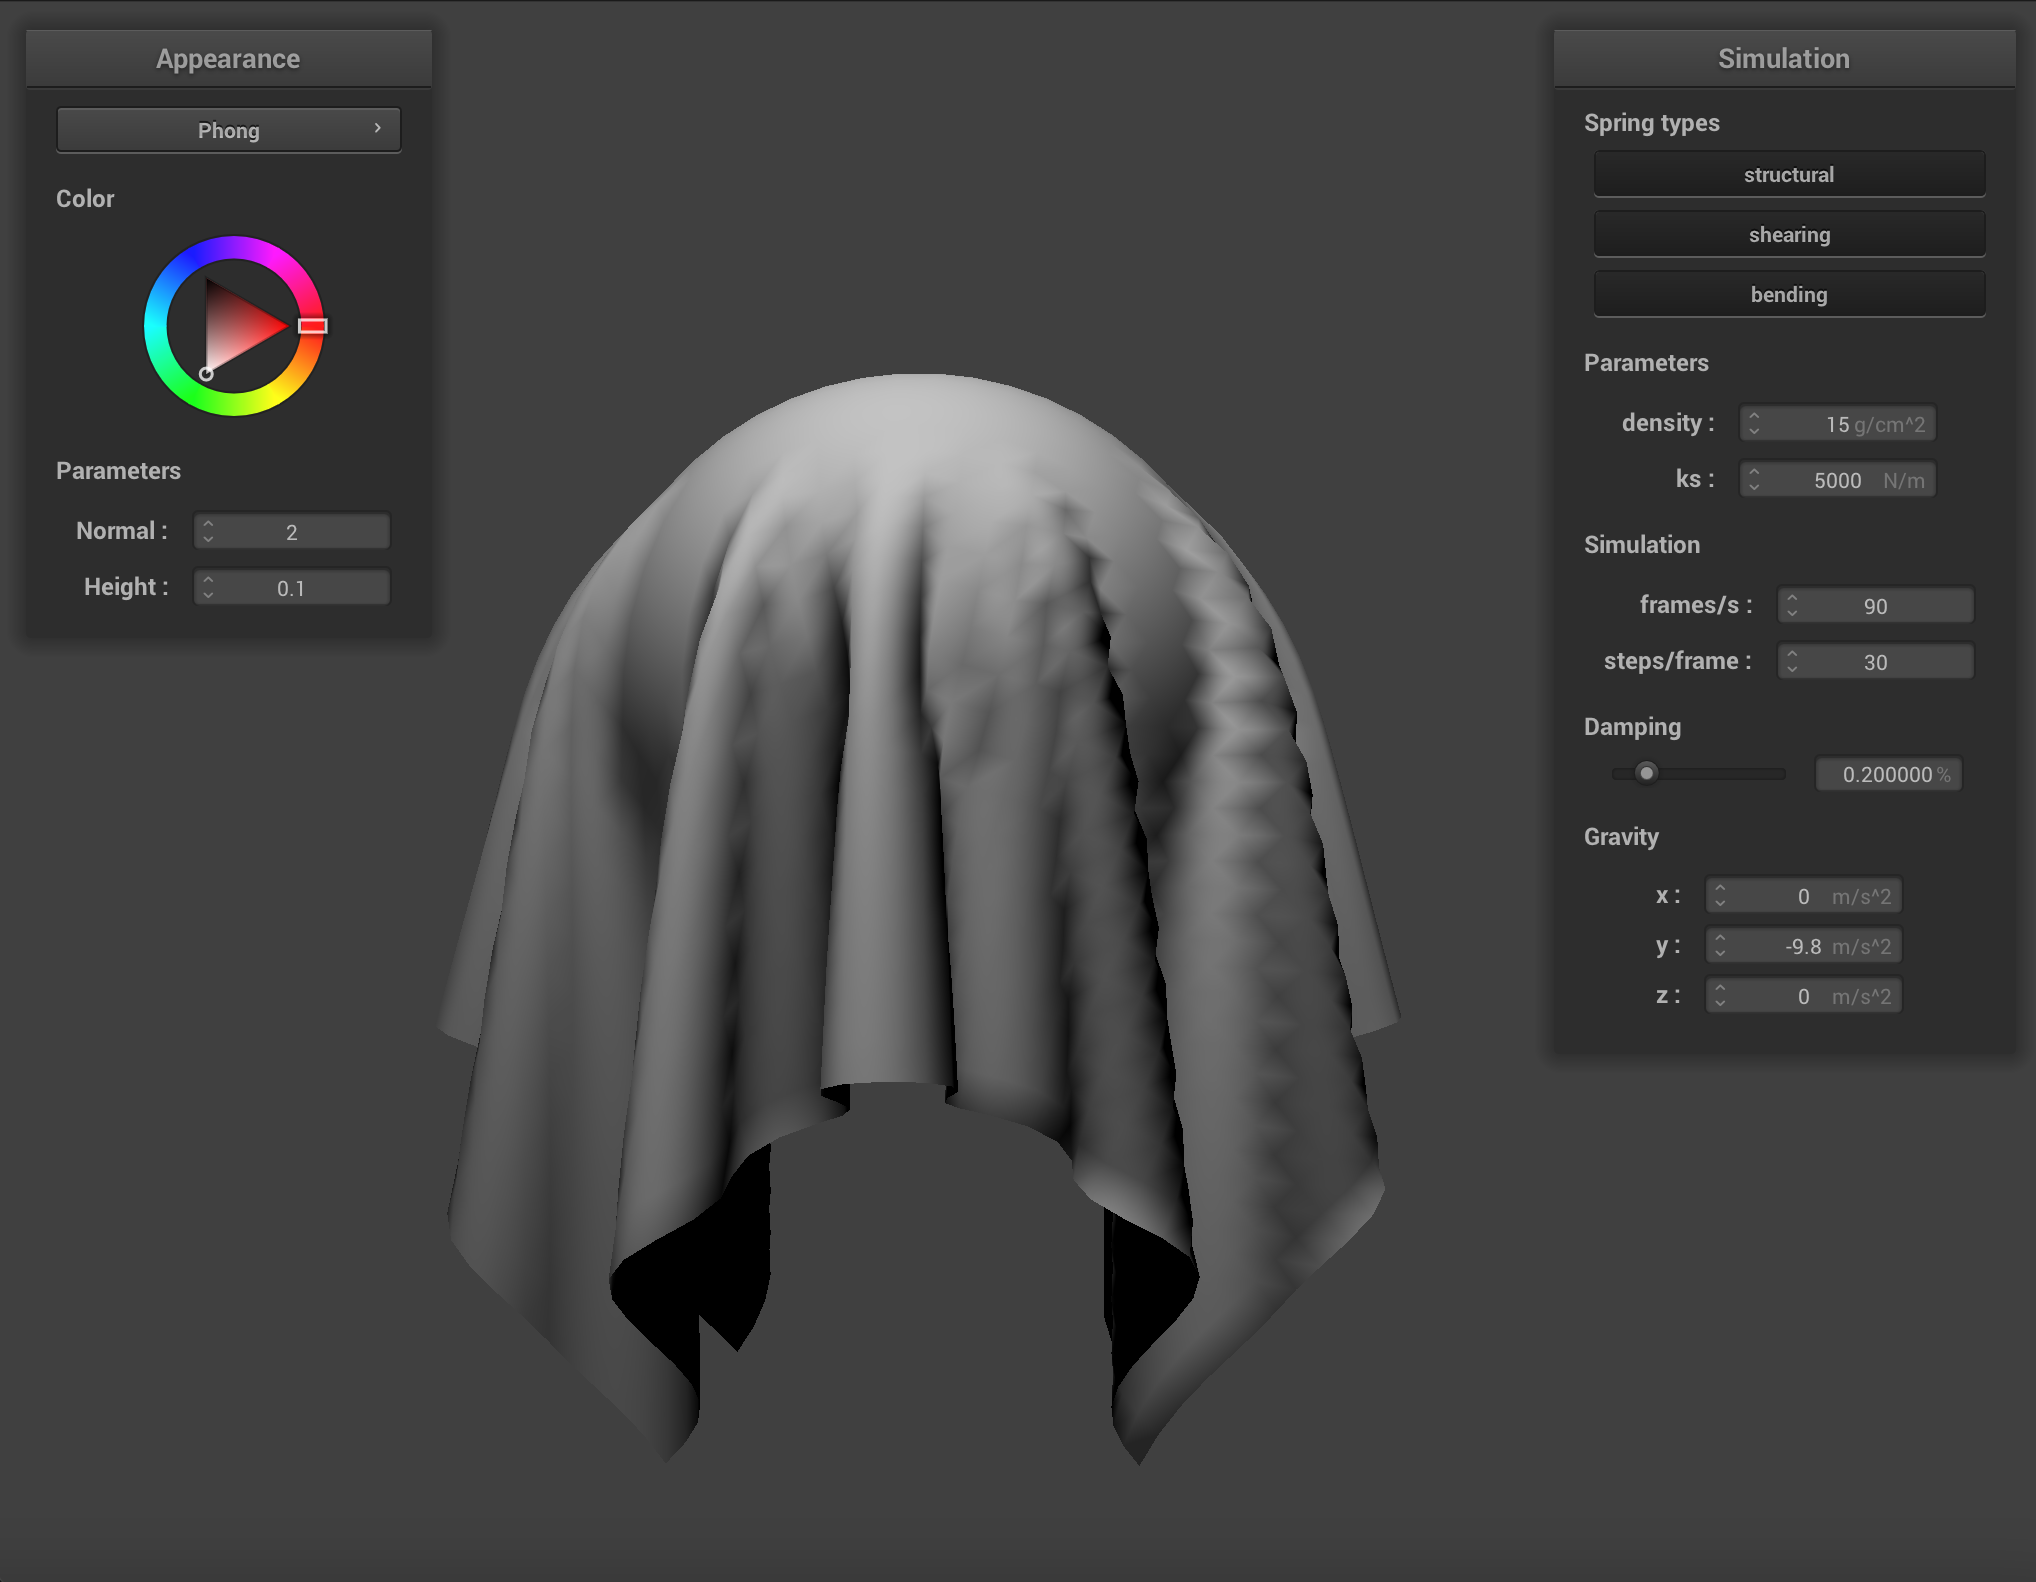 Appearance
Phong
Color
Parameters
Normal : 2
Height : 0.1
Simulation
Spring types
structural
shearing
bending
Parameters
density : 15 g/cm^2
ks : 5000 N/m
Simulation
frames/s : 90
steps/frame : 30
Damping
0.200000 %
Gravity
x : 0 m/s^2
y : -9.8 m/s^2
z : 0 m/s^2